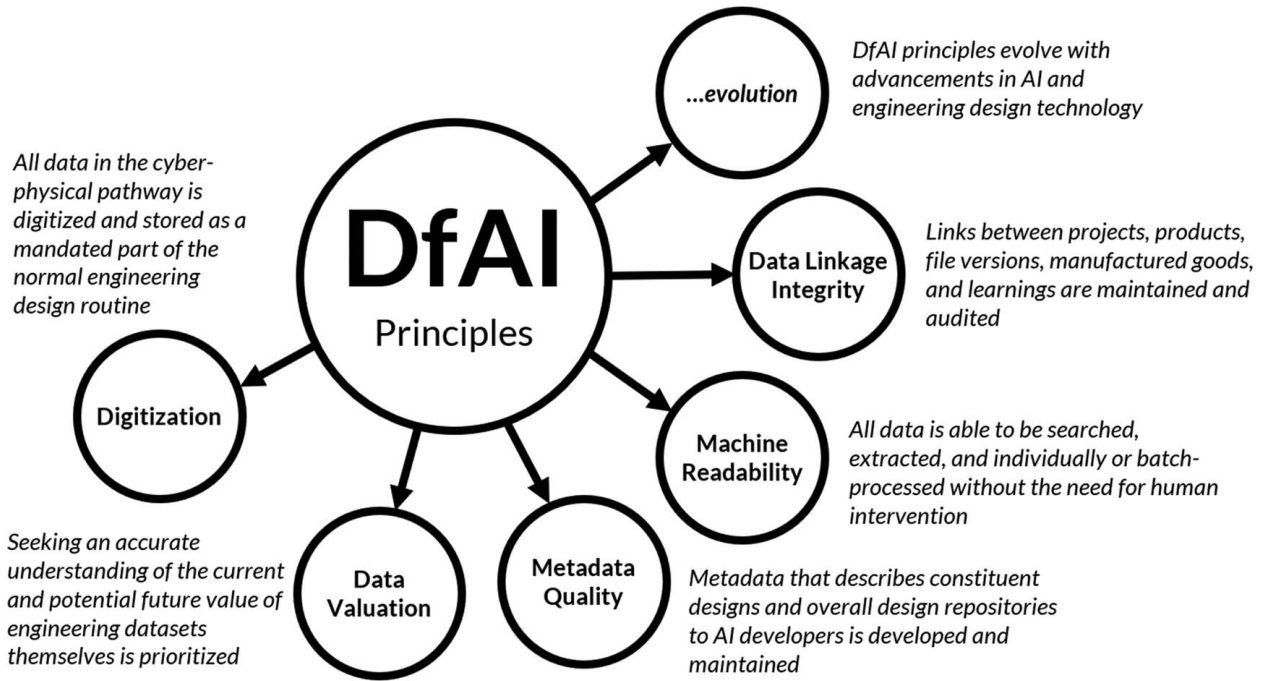 DfAI
Principles
...evolution
DfAI principles evolve with
advancements in AI and
engineering design technology
Data Linkage
Integrity
Links between projects, products,
file versions, manufactured goods,
and learnings are maintained and
audited
Machine
Readability
All data is able to be searched,
extracted, and individually or batch-
processed without the need for human
intervention
Metadata
Quality
Metadata that describes constituent
designs and overall design repositories
to AI developers is developed and
maintained
Data
Valuation
Seeking an accurate
understanding of the current
and potential future value of
engineering datasets
themselves is prioritized
Digitization
All data in the cyber-
physical pathway is
digitized and stored as a
mandated part of the
normal engineering
design routine